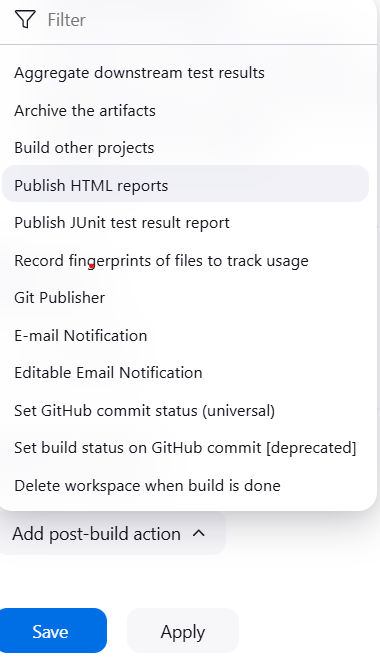 Filter
Aggregate downstream test results
Archive the artifacts
Build other projects
Publish HTML reports
Publish JUnit test result report
Record fingerprints of files to track usage
Git Publisher
E-mail Notification
Editable Email Notification
Set GitHub commit status (universal)
Set build status on GitHub commit [deprecated]
Delete workspace when build is done
Add post-build action
Save Apply